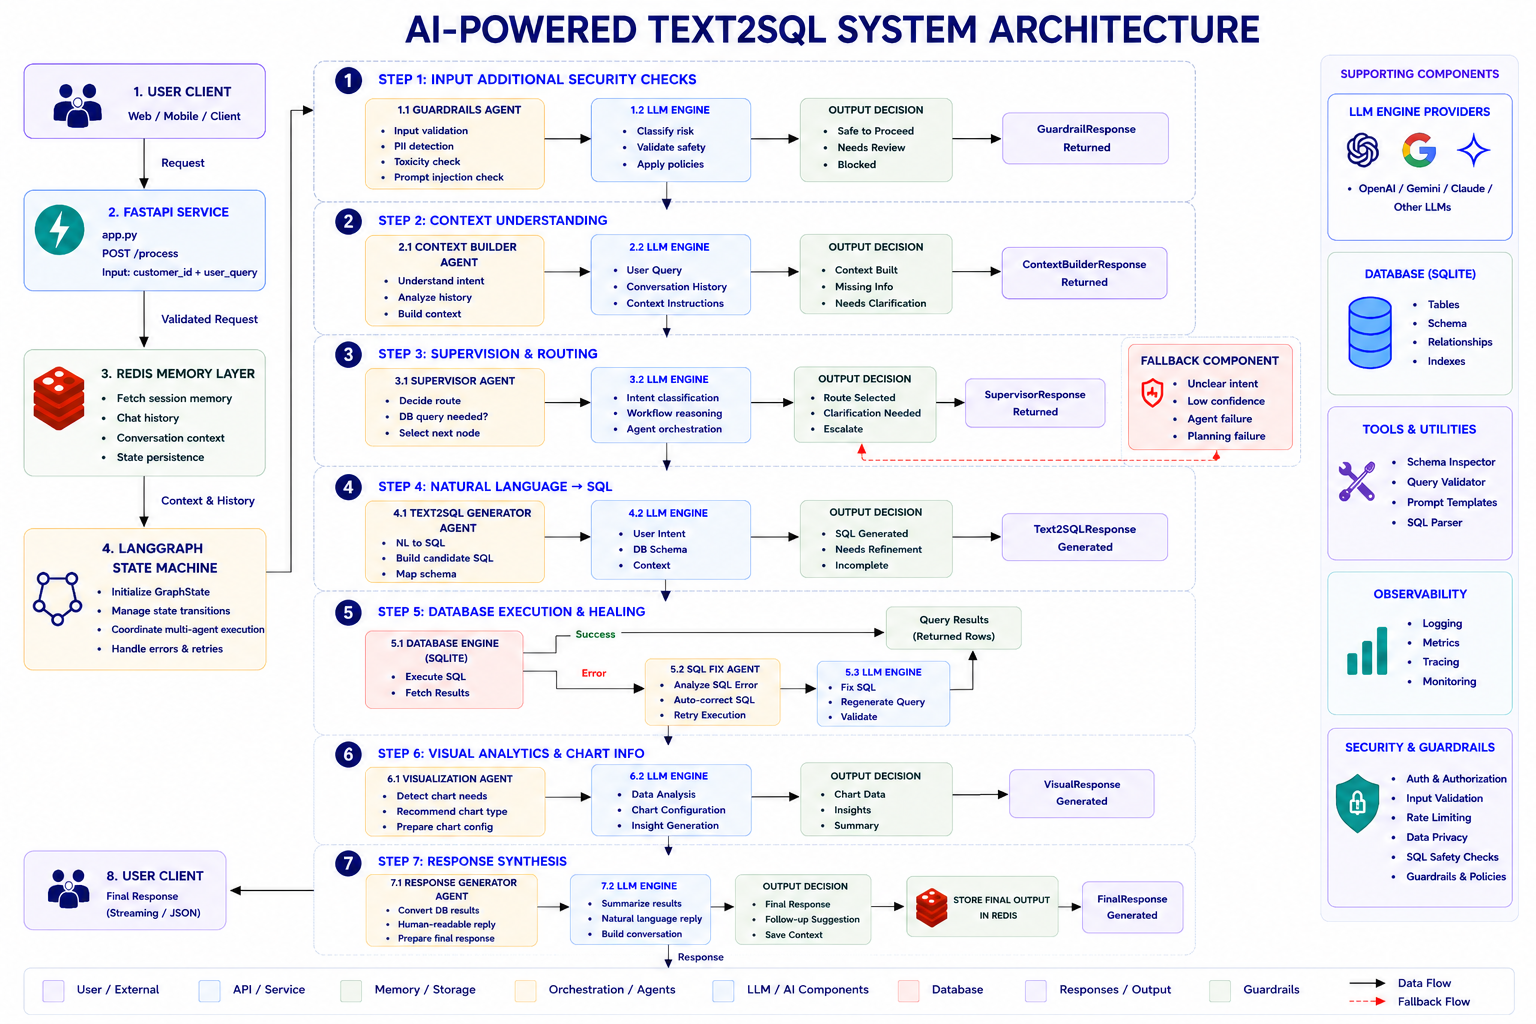 AI-POWERED TEXT2SQL SYSTEM ARCHITECTURE
1. USER CLIENT
Web / Mobile / Client
Request
2. FASTAPI SERVICE
app.py
POST /process
Input: customer_id + user_query
Validated Request
3. REDIS MEMORY LAYER
• Fetch session memory
• Chat history
• Conversation context
• State persistence
Context & History
4. LANGGRAPH
STATE MACHINE
• Initialize GraphState
• Manage state transitions
• Coordinate multi-agent execution
• Handle errors & retries
1
STEP 1: INPUT ADDITIONAL SECURITY CHECKS
1.1 GUARDRAILS AGENT
• Input validation
• PII detection
• Toxicity check
• Prompt injection check
1.2 LLM ENGINE
• Classify risk
• Validate safety
• Apply policies
OUTPUT DECISION
• Safe to Proceed
• Needs Review
• Blocked
GuardrailResponse
Returned
2
STEP 2: CONTEXT UNDERSTANDING
2.1 CONTEXT BUILDER
AGENT
• Understand intent
• Analyze history
• Build context
2.2 LLM ENGINE
• User Query
• Conversation History
• Context Instructions
OUTPUT DECISION
• Context Built
• Missing Info
• Needs Clarification
ContextBuilderResponse
Returned
3
STEP 3: SUPERVISION & ROUTING
3.1 SUPERVISOR AGENT
• Decide route
• DB query needed?
• Select next node
3.2 LLM ENGINE
• Intent classification
• Workflow reasoning
• Agent orchestration
OUTPUT DECISION
• Route Selected
• Clarification Needed
• Escalate
SupervisorResponse
Returned
FALLBACK COMPONENT
• Unclear intent
• Low confidence
• Agent failure
• Planning failure
4
STEP 4: NATURAL LANGUAGE → SQL
4.1 TEXT2SQL GENERATOR
AGENT
• NL to SQL
• Build candidate SQL
• Map schema
4.2 LLM ENGINE
• User Intent
• DB Schema
• Context
OUTPUT DECISION
• SQL Generated
• Needs Refinement
• Incomplete
Text2SQLResponse
Generated
5
STEP 5: DATABASE EXECUTION & HEALING
5.1 DATABASE ENGINE
(SQLITE)
• Execute SQL
• Fetch Results
Success
Error
Query Results
(Returned Rows)
5.2 SQL FIX AGENT
• Analyze SQL Error
• Auto-correct SQL
• Retry Execution
5.3 LLM ENGINE
• Fix SQL
• Regenerate Query
• Validate
6
STEP 6: VISUAL ANALYTICS & CHART INFO
6.1 VISUALIZATION AGENT
• Detect chart needs
• Recommend chart type
• Prepare chart config
6.2 LLM ENGINE
• Data Analysis
• Chart Configuration
• Insight Generation
OUTPUT DECISION
• Chart Data
• Insights
• Summary
VisualResponse
Generated
7
STEP 7: RESPONSE SYNTHESIS
7.1 RESPONSE GENERATOR
AGENT
• Convert DB results
• Human-readable reply
• Prepare final response
7.2 LLM ENGINE
• Summarize results
• Natural language reply
• Build conversation
OUTPUT DECISION
• Final Response
• Follow-up Suggestion
• Save Context
STORE FINAL OUTPUT
IN REDIS
FinalResponse
Generated
Response
8. USER CLIENT
Final Response
(Streaming / JSON)
SUPPORTING COMPONENTS
LLM ENGINE PROVIDERS
• OpenAI / Gemini / Claude /
Other LLMs
DATABASE (SQLITE)
• Tables
• Schema
• Relationships
• Indexes
TOOLS & UTILITIES
• Schema Inspector
• Query Validator
• Prompt Templates
• SQL Parser
OBSERVABILITY
• Logging
• Metrics
• Tracing
• Monitoring
SECURITY & GUARDRAILS
• Auth & Authorization
• Input Validation
• Rate Limiting
• Data Privacy
• SQL Safety Checks
• Guardrails & Policies
User / External
API / Service
Memory / Storage
Orchestration / Agents
LLM / AI Components
Database
Responses / Output
Guardrails
Data Flow
Fallback Flow